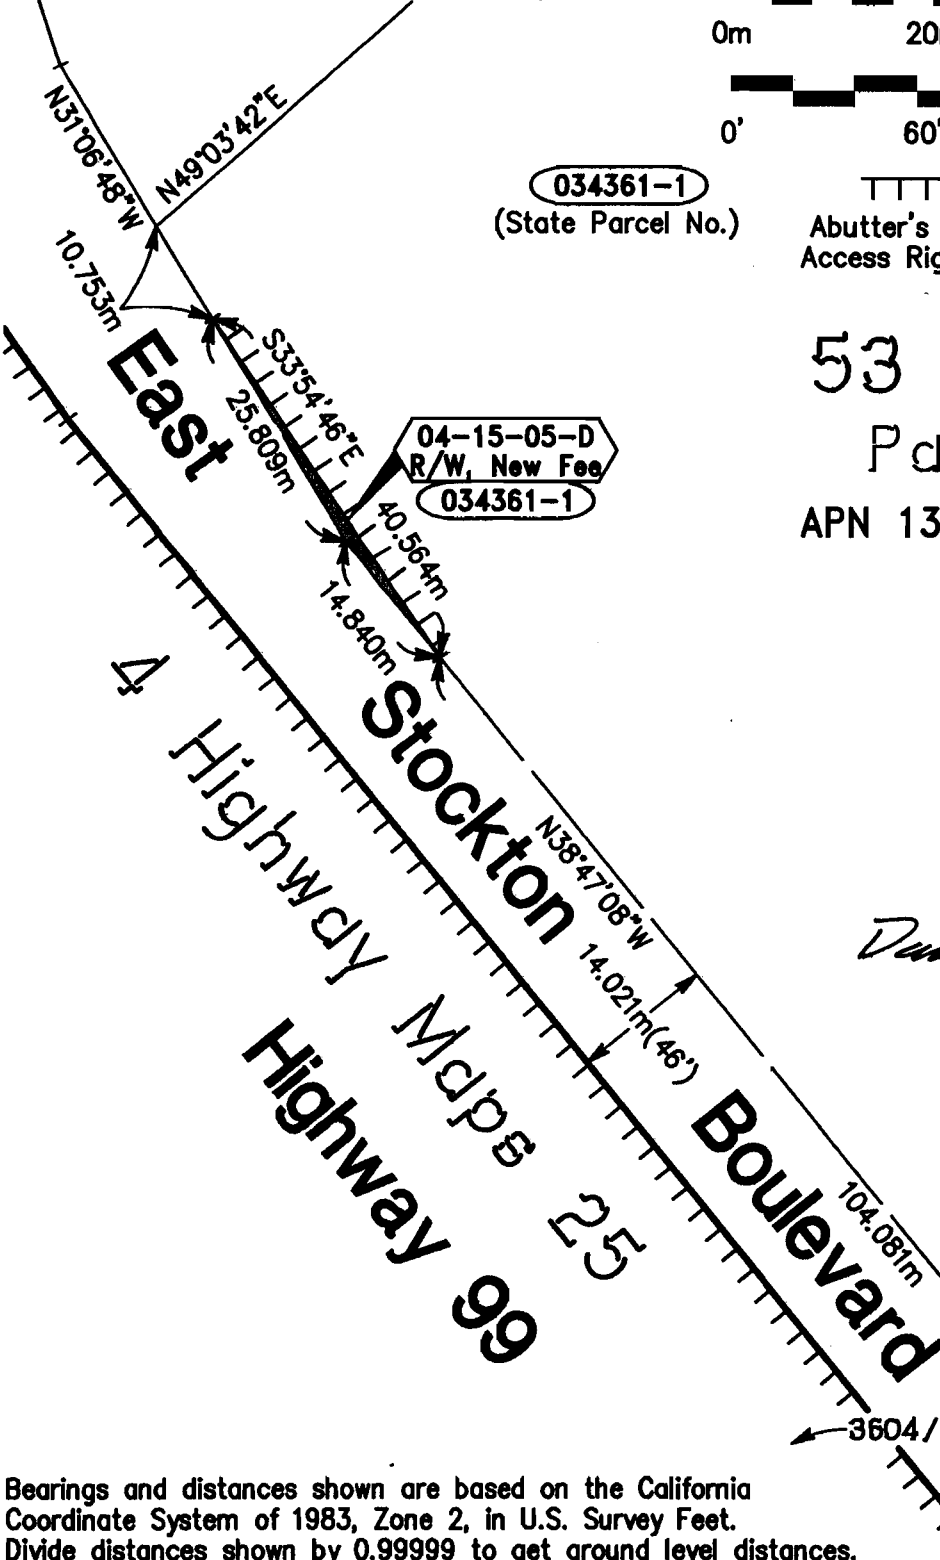 0m
20
0'
60'
N31°06'48"W
N49°03'42"E
034361-1
(State Parcel No.)
Abutter's
Access Rig
10.753m
East
S33°54'46"E
25.809m
04-15-05-D
R/W, New Fee
034361-1
40.564m
14.840m
53
Pa
APN 13
4 Highway Maps 25
Stockton
N38°47'08"W
14.021m(46')
Highway 99
Boulevard
104.081m
3604/
Bearings and distances shown are based on the California
Coordinate System of 1983, Zone 2, in U.S. Survey Feet.
Divide distances shown by 0.99999 to get ground level distances.